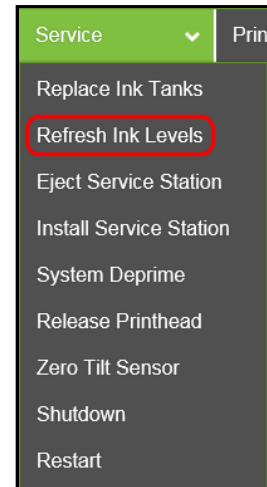 Service Prin
Replace Ink Tanks
Refresh Ink Levels
Eject Service Station
Install Service Station
System Deprime
Release Printhead
Zero Tilt Sensor
Shutdown
Restart